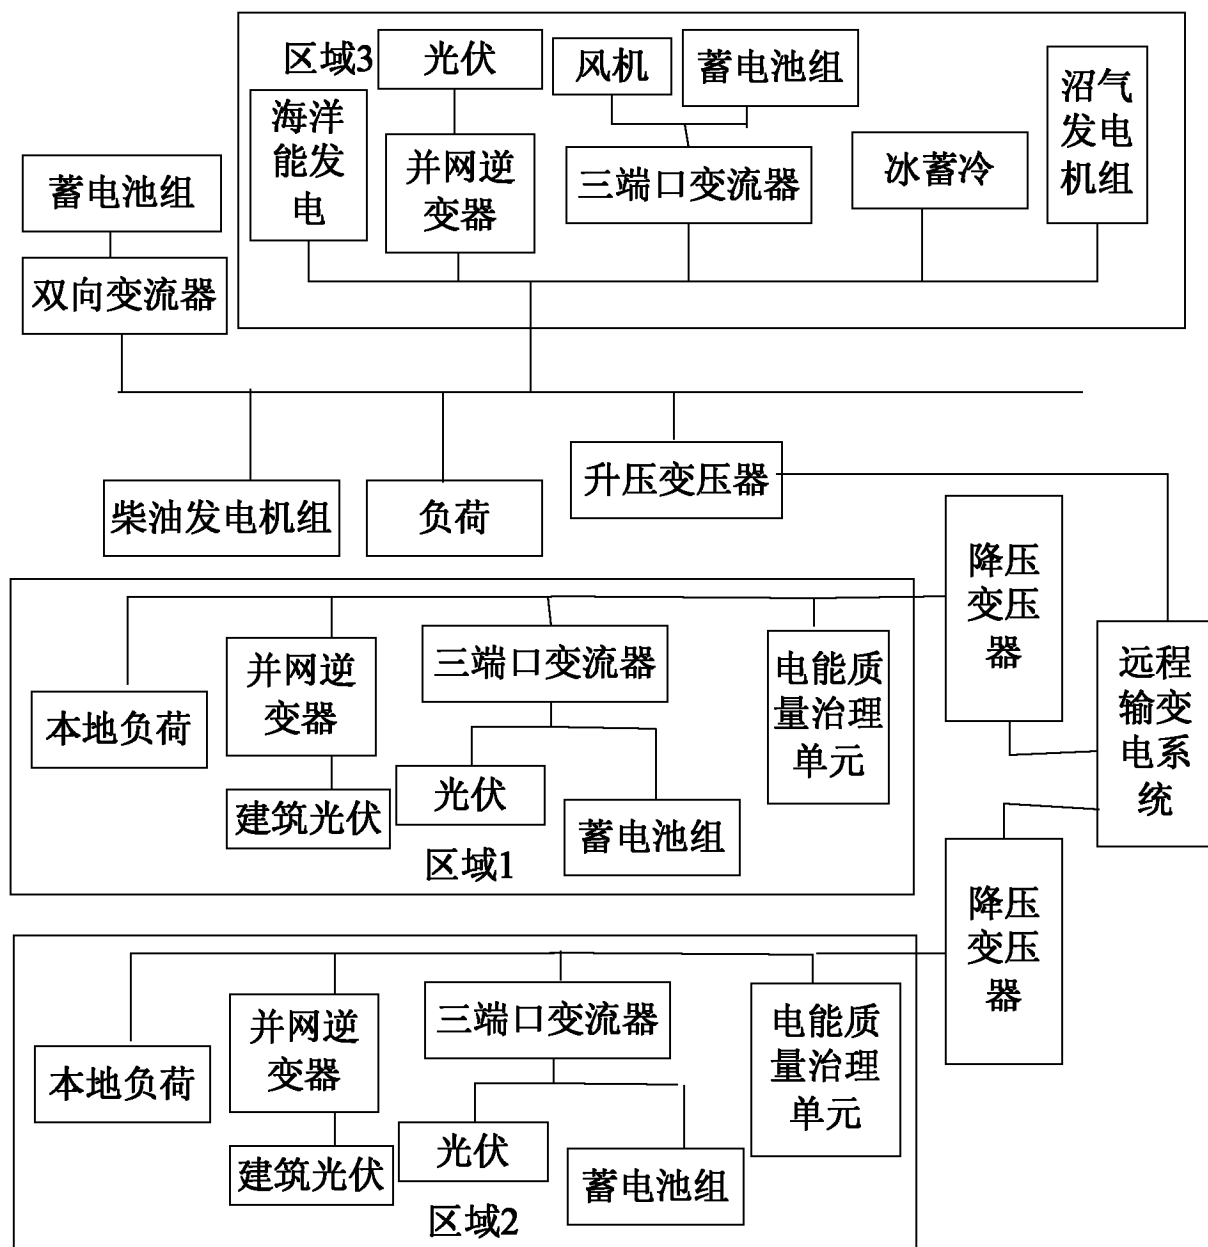 区域3
光伏
风机
蓄电池组
沼气
发电
机组
海洋
能发
电
并网逆
变器
三端口变流器
冰蓄冷
蓄电池组
双向变流器
升压变压器
柴油发电机组
负荷
降压
变压
器
本地负荷
并网逆
变器
建筑光伏
三端口变流器
光伏
蓄电池组
电能质
量治理
单元
区域1
远程
输变
电系
统
降压
变压
器
本地负荷
并网逆
变器
建筑光伏
三端口变流器
光伏
蓄电池组
电能质
量治理
单元
区域2